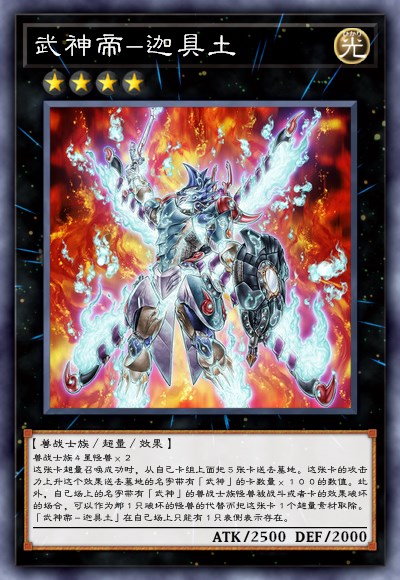 武神帝-迦具土
ひかり
光
【兽战士族/超量/效果】
兽战士族4星怪兽×2
这张卡超量召唤成功时,从自己卡组上面把5张卡送去墓地。这张卡的攻击
力上升这个效果送去墓地的名字带有「武神」的卡数量×100的数值。此
外,自己场上的名字带有「武神」的兽战士族怪兽被战斗或者卡的效果破坏
的场合,可以作为那1只破坏的怪兽的代替而把这张卡1个超量素材取除。
「武神帝-迦具土」在自己场上只能有1只表侧表示存在。
ATK/2500 DEF/2000